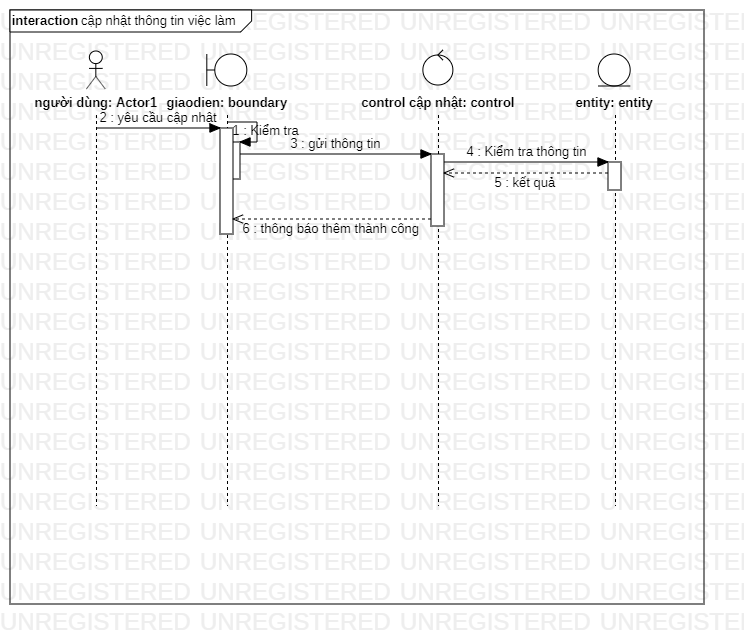 interaction cập nhật thông tin việc làm
người dùng: Actor1 giaodien: boundary control cập nhật: control entity: entity
2 : yêu cầu cập nhật
1 : Kiểm tra
3 : gửi thông tin
4 : Kiểm tra thông tin
5 : kết quả
6 : thông báo thêm thành công
UNREGISTERED UNREGISTERED UNREGISTERED UNREGISTERED